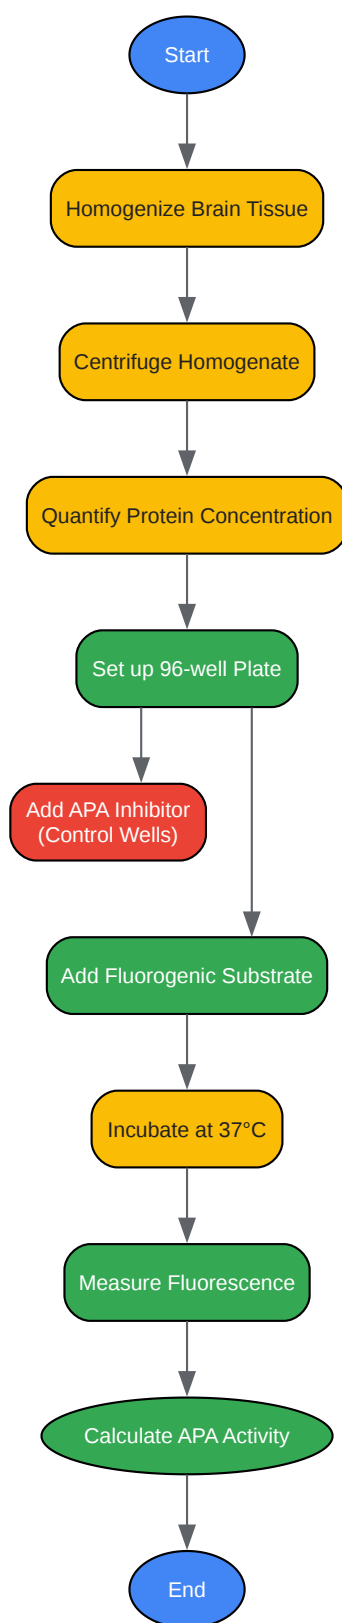 Start
Homogenize Brain Tissue
Centrifuge Homogenate
Quantify Protein Concentration
Set up 96-well Plate
Add APA Inhibitor
(Control Wells)
Add Fluorogenic Substrate
Incubate at 37°C
Measure Fluorescence
Calculate APA Activity
End